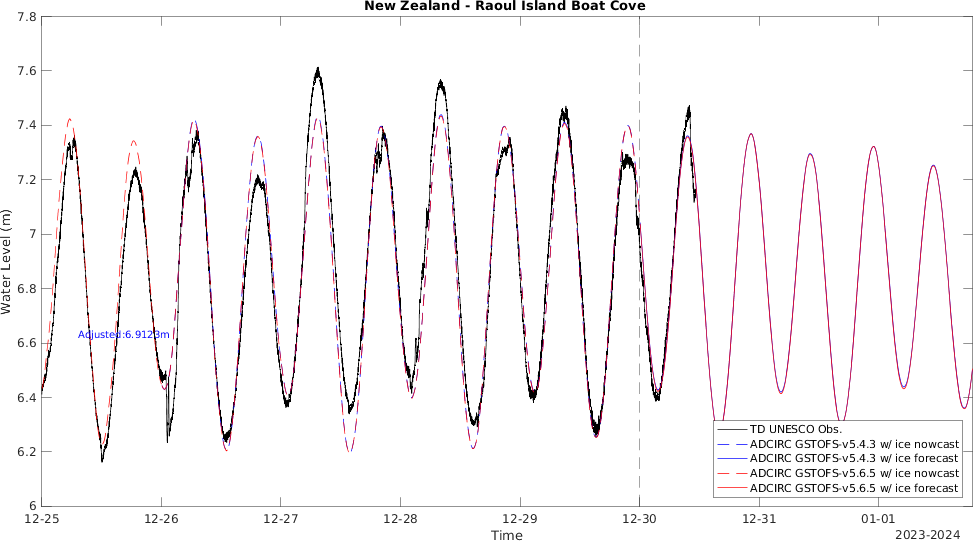 New Zealand - Raoul Island Boat Cove
Water Level (m)
7.8
7.6
7.4
7.2
7
6.8
6.6
6.4
6.2
6
Adjusted:6.9123m
TD UNESCO Obs.
ADCIRC GSTOFS-v5.4.3 w/ ice nowcast
ADCIRC GSTOFS-v5.4.3 w/ ice forecast
ADCIRC GSTOFS-v5.6.5 w/ ice nowcast
ADCIRC GSTOFS-v5.6.5 w/ ice forecast
12-25 12-26 12-27 12-28 12-29 12-30 12-31 01-01
Time
2023-2024